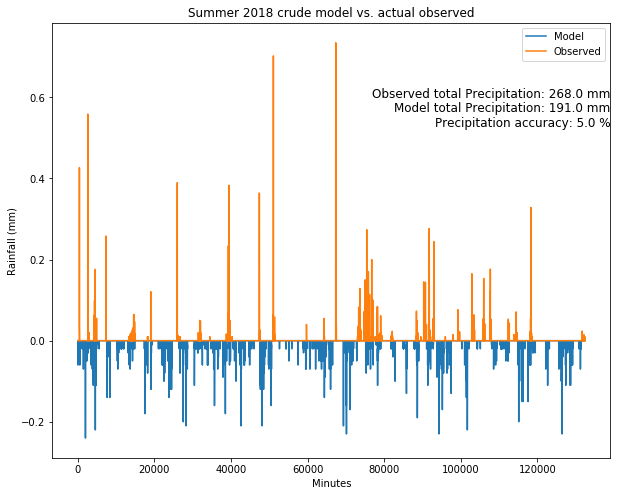 Summer 2018 crude model vs. actual observed
Model
Observed
Observed total Precipitation: 268.0 mm
Model total Precipitation: 191.0 mm
Precipitation accuracy: 5.0 %
Rainfall (mm)
0.6
0.4
0.2
0.0
−0.2
0
20000
40000
60000
80000
100000
120000
Minutes